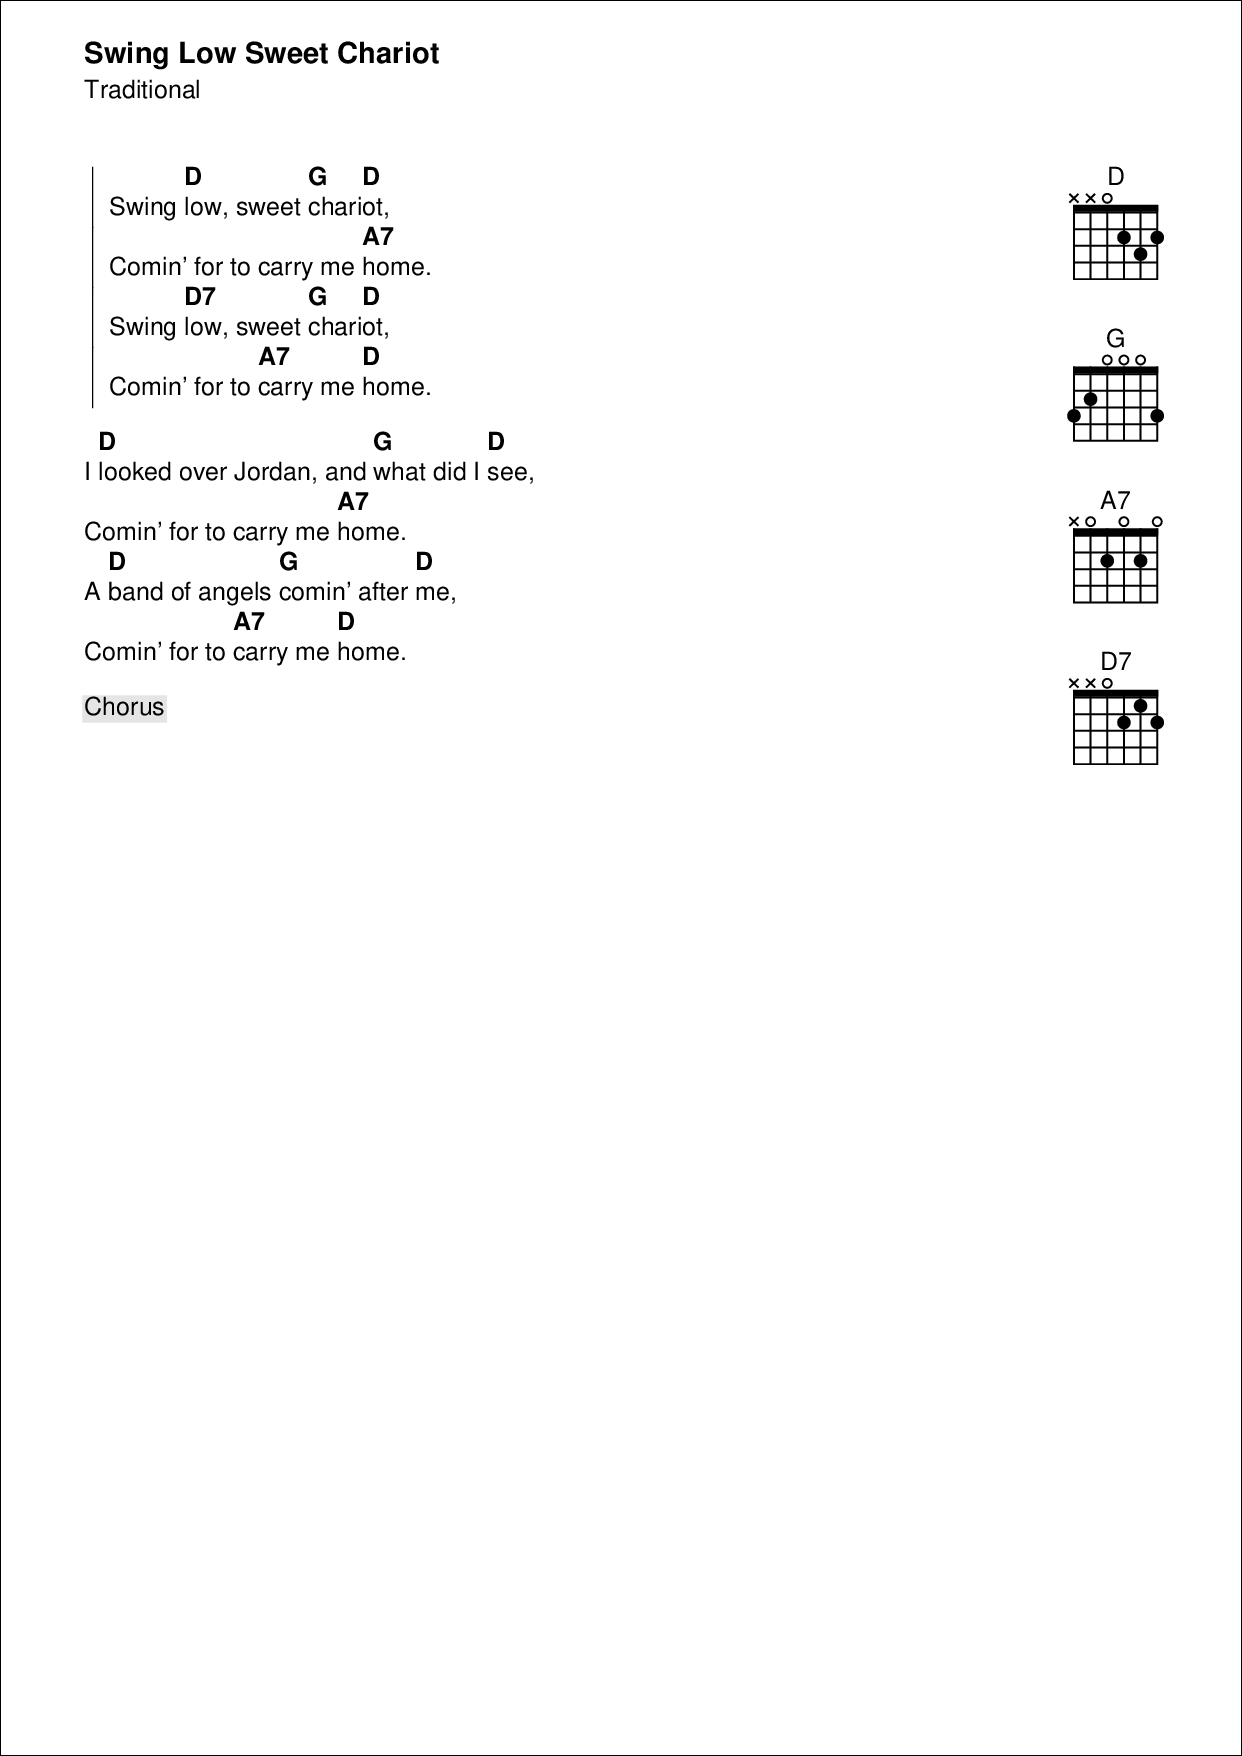 Swing Low Sweet Chariot
Traditional
D G D
Swing low, sweet chariot,
A7
Comin’ for to carry me home.
D7 G D
Swing low, sweet chariot,
A7 D
Comin’ for to carry me home.
D G D
I looked over Jordan, and what did I see,
A7
Comin’ for to carry me home.
D G D
A band of angels comin’ after me,
A7 D
Comin’ for to carry me home.
Chorus
D
G
A7
D7